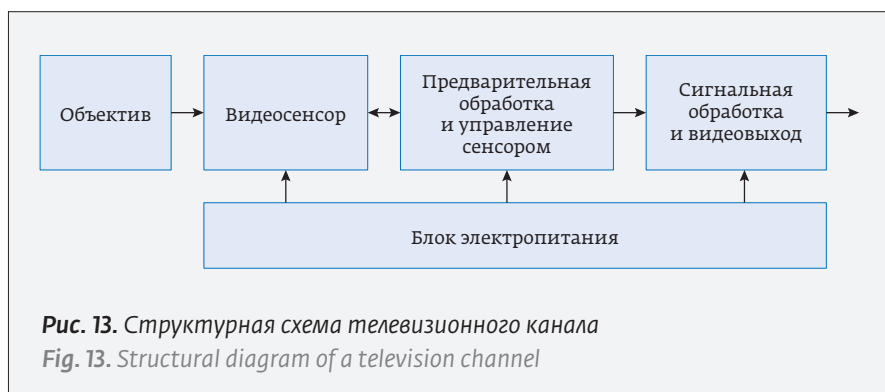 Объектив
Видеосенсор
Предварительная
обработка
и управление
сенсором
Сигнальная
обработка
и видеовыход
Блок электропитания
Рис. 13. Структурная схема телевизионного канала
Fig. 13. Structural diagram of a television channel